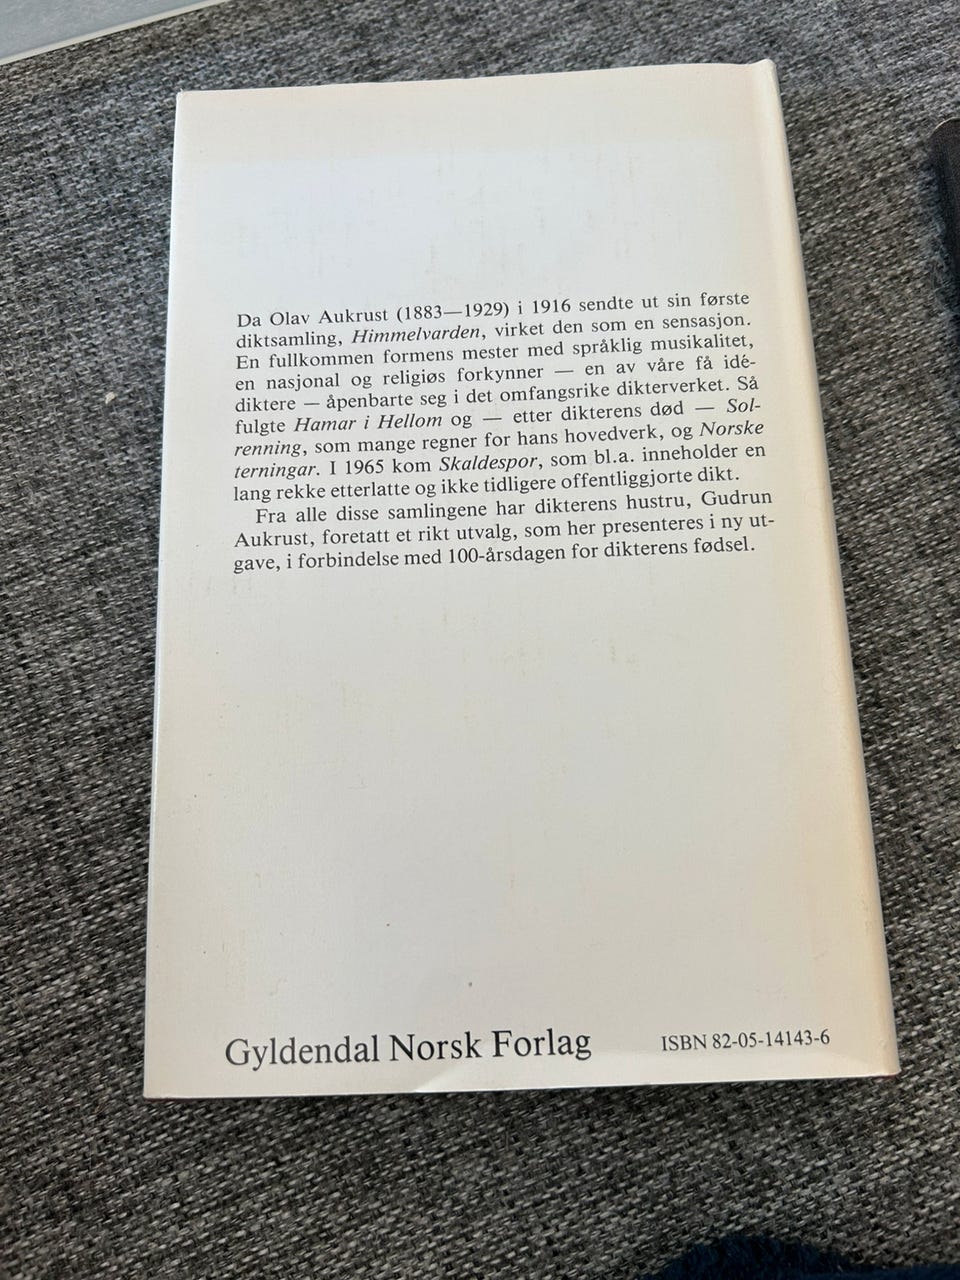 Da Olav Aukrust (1883—1929) i 1916 sendte ut sin første
diktsamling, Himmelvarden, virket den som en sensasjon.
En fullkommen formens mester med språklig musikalitet,
en nasjonal og religiøs forkynner — en av våre få idé-
diktere — åpenbarte seg i det omfangsrike dikterverket. Så
fulgte Hamar i Hellom og — etter dikterens død — Sol-
renning, som mange regner for hans hovedverk, og Norske
terningar. I 1965 kom Skaldespor, som bl.a. inneholder en
lang rekke etterlatte og ikke tidligere offentliggjorte dikt.
Fra alle disse samlingene har dikterens hustru, Gudrun
Aukrust, foretatt et rikt utvalg, som her presenteres i ny ut-
gave, i forbindelse med 100-årsdagen for dikterens fødsel.
Gyldendal Norsk Forlag
ISBN 82-05-14143-6